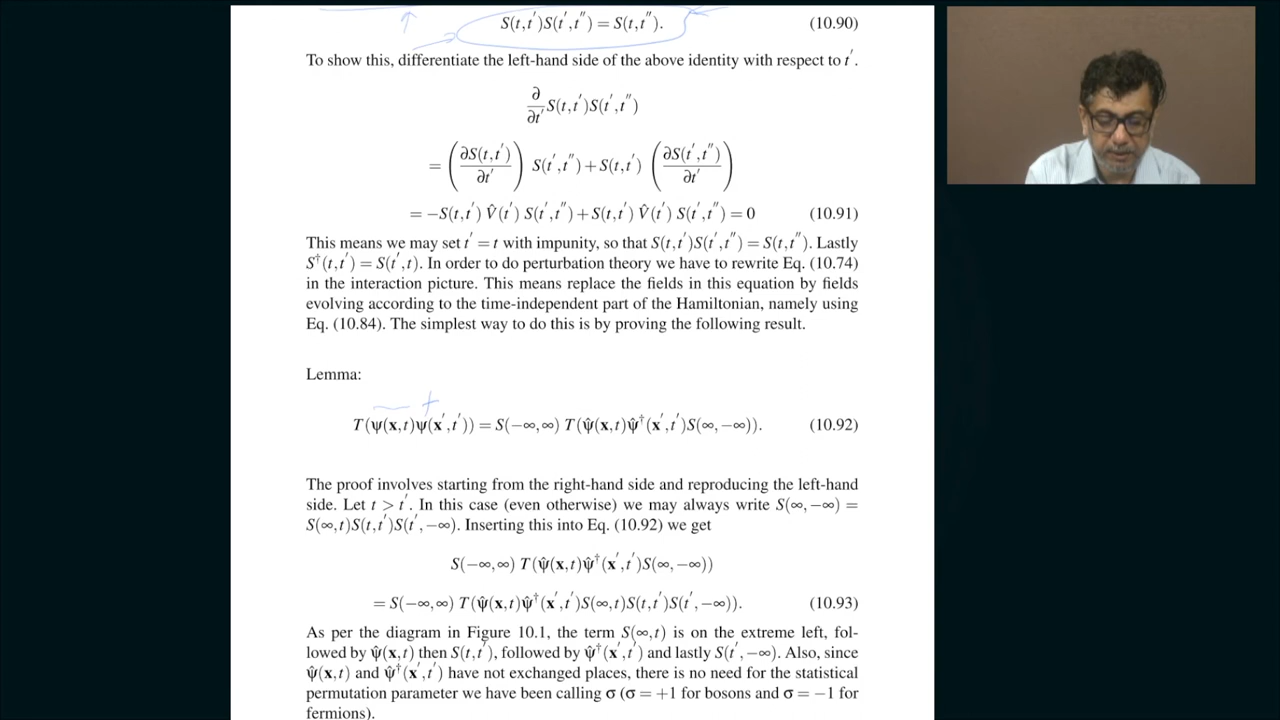 S(t,t′)S(t′,t″) = S(t,t″). (10.90)
To show this, differentiate the left-hand side of the above identity with respect to t′.
∂/∂t′ S(t,t′)S(t′,t″)
= (∂S(t,t′)/∂t′) S(t′,t″) + S(t,t′) (∂S(t′,t″)/∂t′)
= −S(t,t′) V̂(t′) S(t′,t″) + S(t,t′) V̂(t′) S(t′,t″) = 0 (10.91)
This means we may set t′ = t with impunity, so that S(t,t′)S(t′,t″) = S(t,t″). Lastly
S†(t,t′) = S(t′,t). In order to do perturbation theory we have to rewrite Eq. (10.74)
in the interaction picture. This means replace the fields in this equation by fields
evolving according to the time-independent part of the Hamiltonian, namely using
Eq. (10.84). The simplest way to do this is by proving the following result.
Lemma:
+
T(ψ(x,t)ψ(x′,t′)) = S(−∞,∞) T(ψ̂(x,t)ψ̂†(x′,t′)S(∞,−∞)). (10.92)
The proof involves starting from the right-hand side and reproducing the left-hand
side. Let t > t′. In this case (even otherwise) we may always write S(∞,−∞) =
S(∞,t)S(t,t′)S(t′,−∞). Inserting this into Eq. (10.92) we get
S(−∞,∞) T(ψ̂(x,t)ψ̂†(x′,t′)S(∞,−∞))
= S(−∞,∞) T(ψ̂(x,t)ψ̂†(x′,t′)S(∞,t)S(t,t′)S(t′,−∞)). (10.93)
As per the diagram in Figure 10.1, the term S(∞,t) is on the extreme left, fol-
lowed by ψ̂(x,t) then S(t,t′), followed by ψ̂†(x′,t′) and lastly S(t′,−∞). Also, since
ψ̂(x,t) and ψ̂†(x′,t′) have not exchanged places, there is no need for the statistical
permutation parameter we have been calling σ (σ = +1 for bosons and σ = −1 for
fermions).